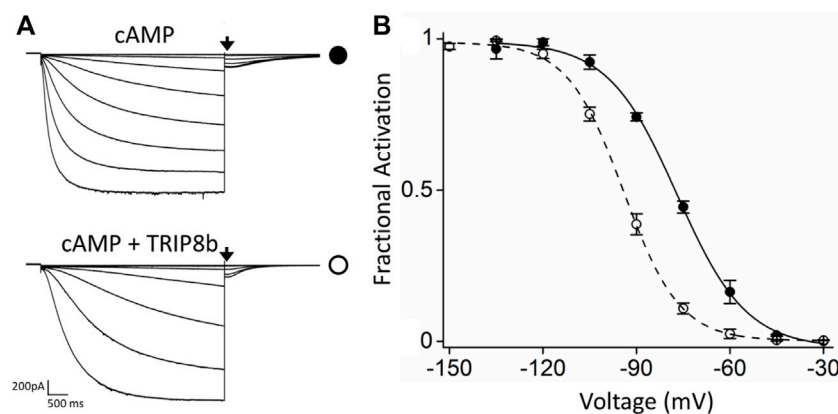 A
cAMP
cAMP + TRIP8b
200pA
500 ms
B
Fractional Activation
1
0.5
0
-150 -120 -90 -60 -30
Voltage (mV)